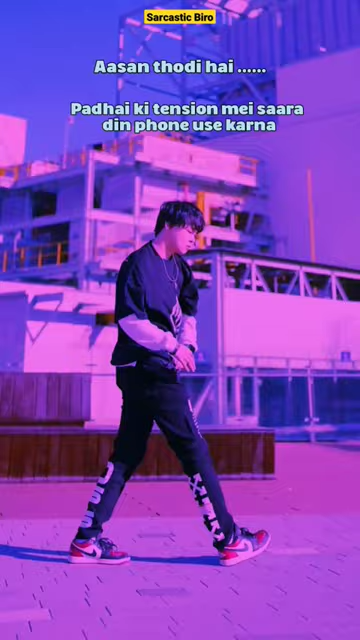 Sarcastic Biro
Aasan thodi hai ......
Padhai ki tension mei saara
din phone use karna